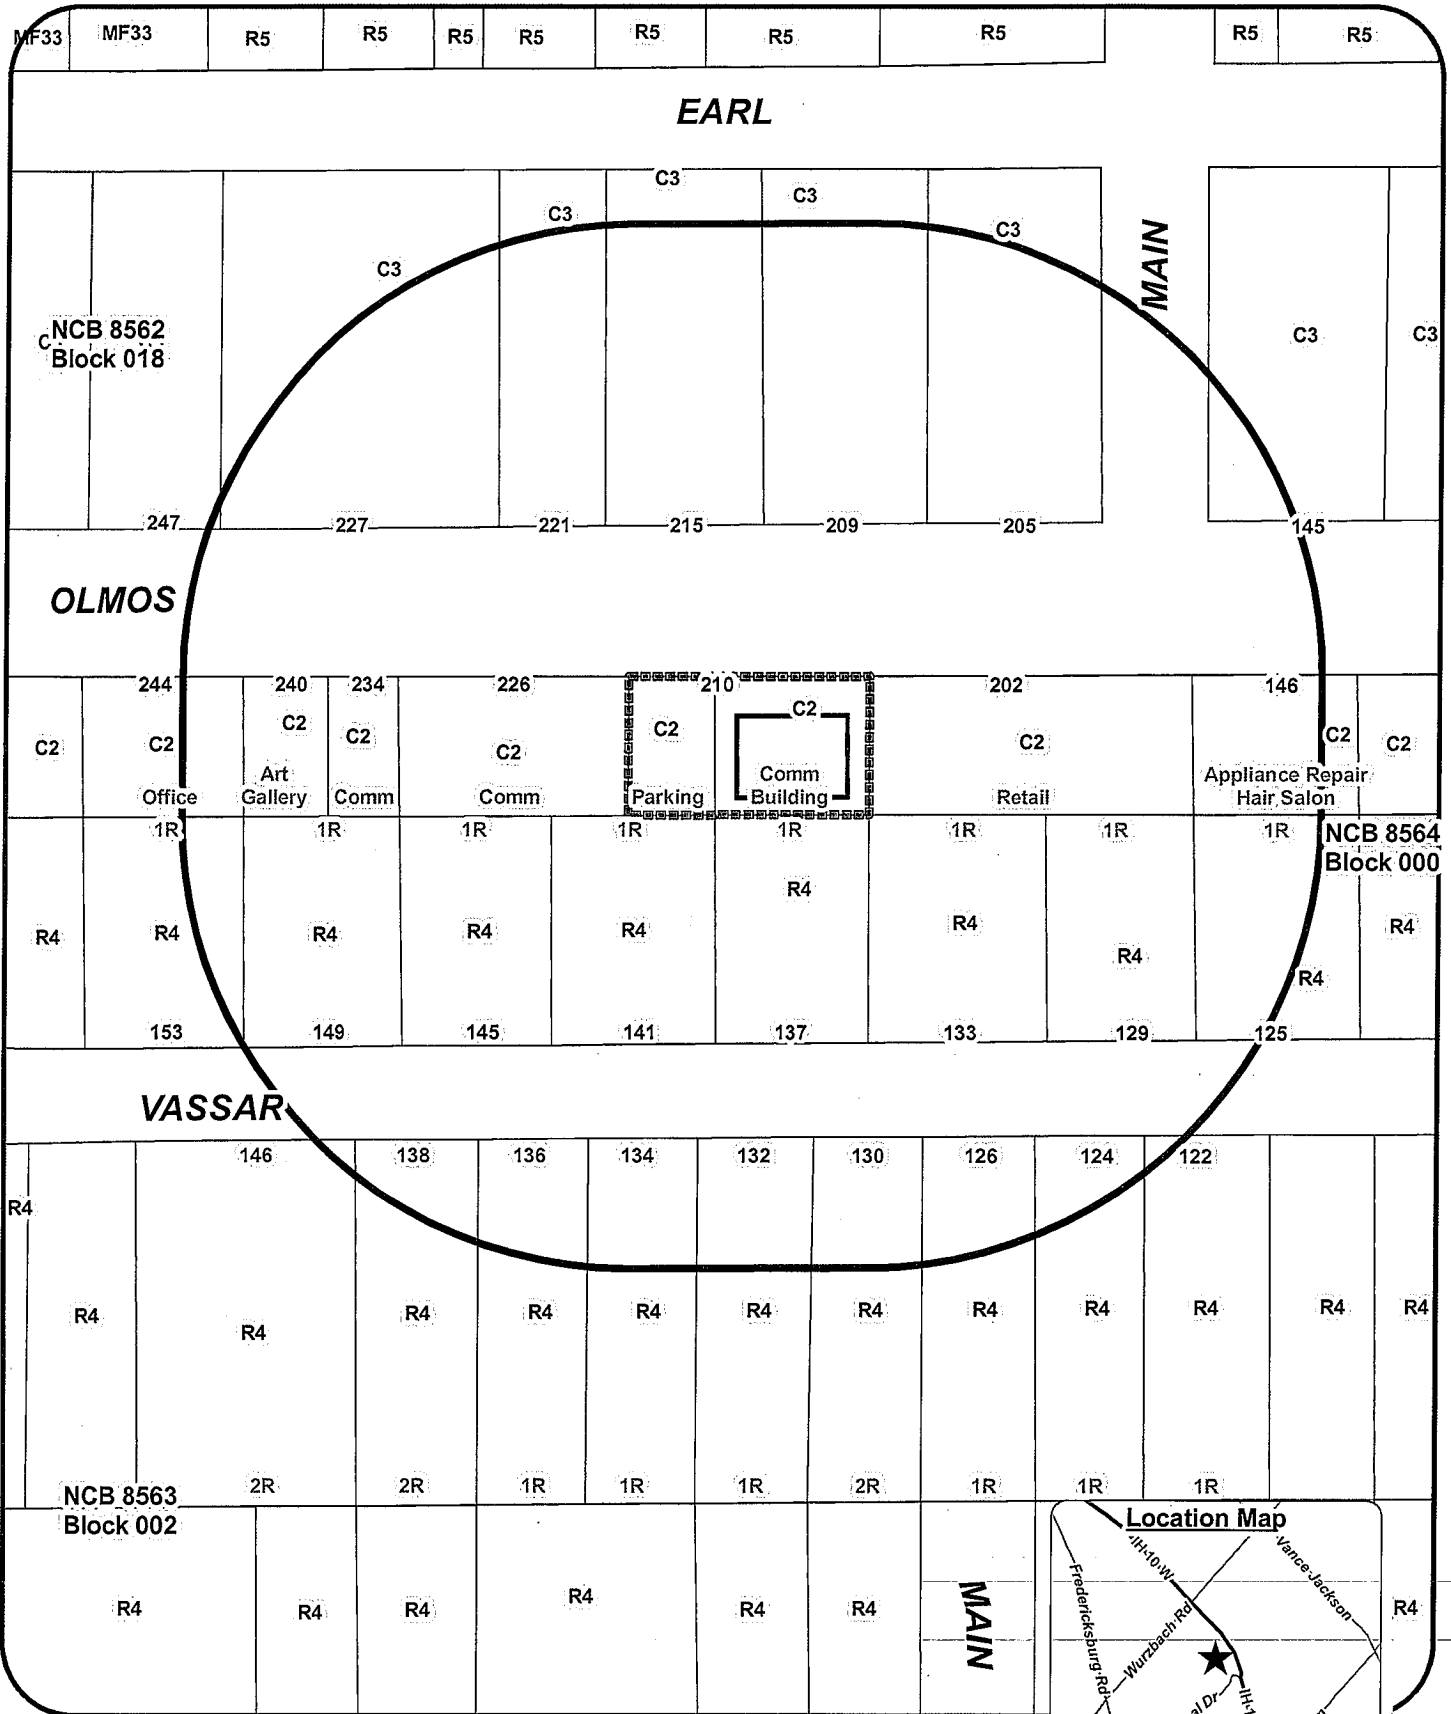 MF33 MF33 R5 R5 R5 R5 R5 R5 R5 R5 R5
EARL
C3 C3 C3 C3 C3
MAIN
NCB 8562
Block 018
C3 C3
247 227 221 215 209 205 145
OLMOS
244 240 234 226 210 202 146
C2 C2 C2 C2 C2 C2 C2 C2 C2 C2
Office
Art
Gallery
Comm
Comm
Parking
Comm
Building
Retail
Appliance Repair
Hair Salon
1R 1R 1R 1R 1R 1R 1R 1R
NCB 8564
Block 000
R4 R4 R4 R4 R4 R4 R4 R4 R4 R4
153 149 145 141 137 133 129 125
VASSAR
146 138 136 134 132 130 126 124 122
R4
R4 R4 R4 R4 R4 R4 R4 R4 R4 R4 R4 R4
2R 2R 1R 1R 1R 2R 1R 1R 1R
NCB 8563
Block 002
R4 R4 R4 R4 R4 R4 R4
MAIN
Location Map
IH-10 W
Vance-Jackson
Fredericksburg Rd
Wurzbach Rd